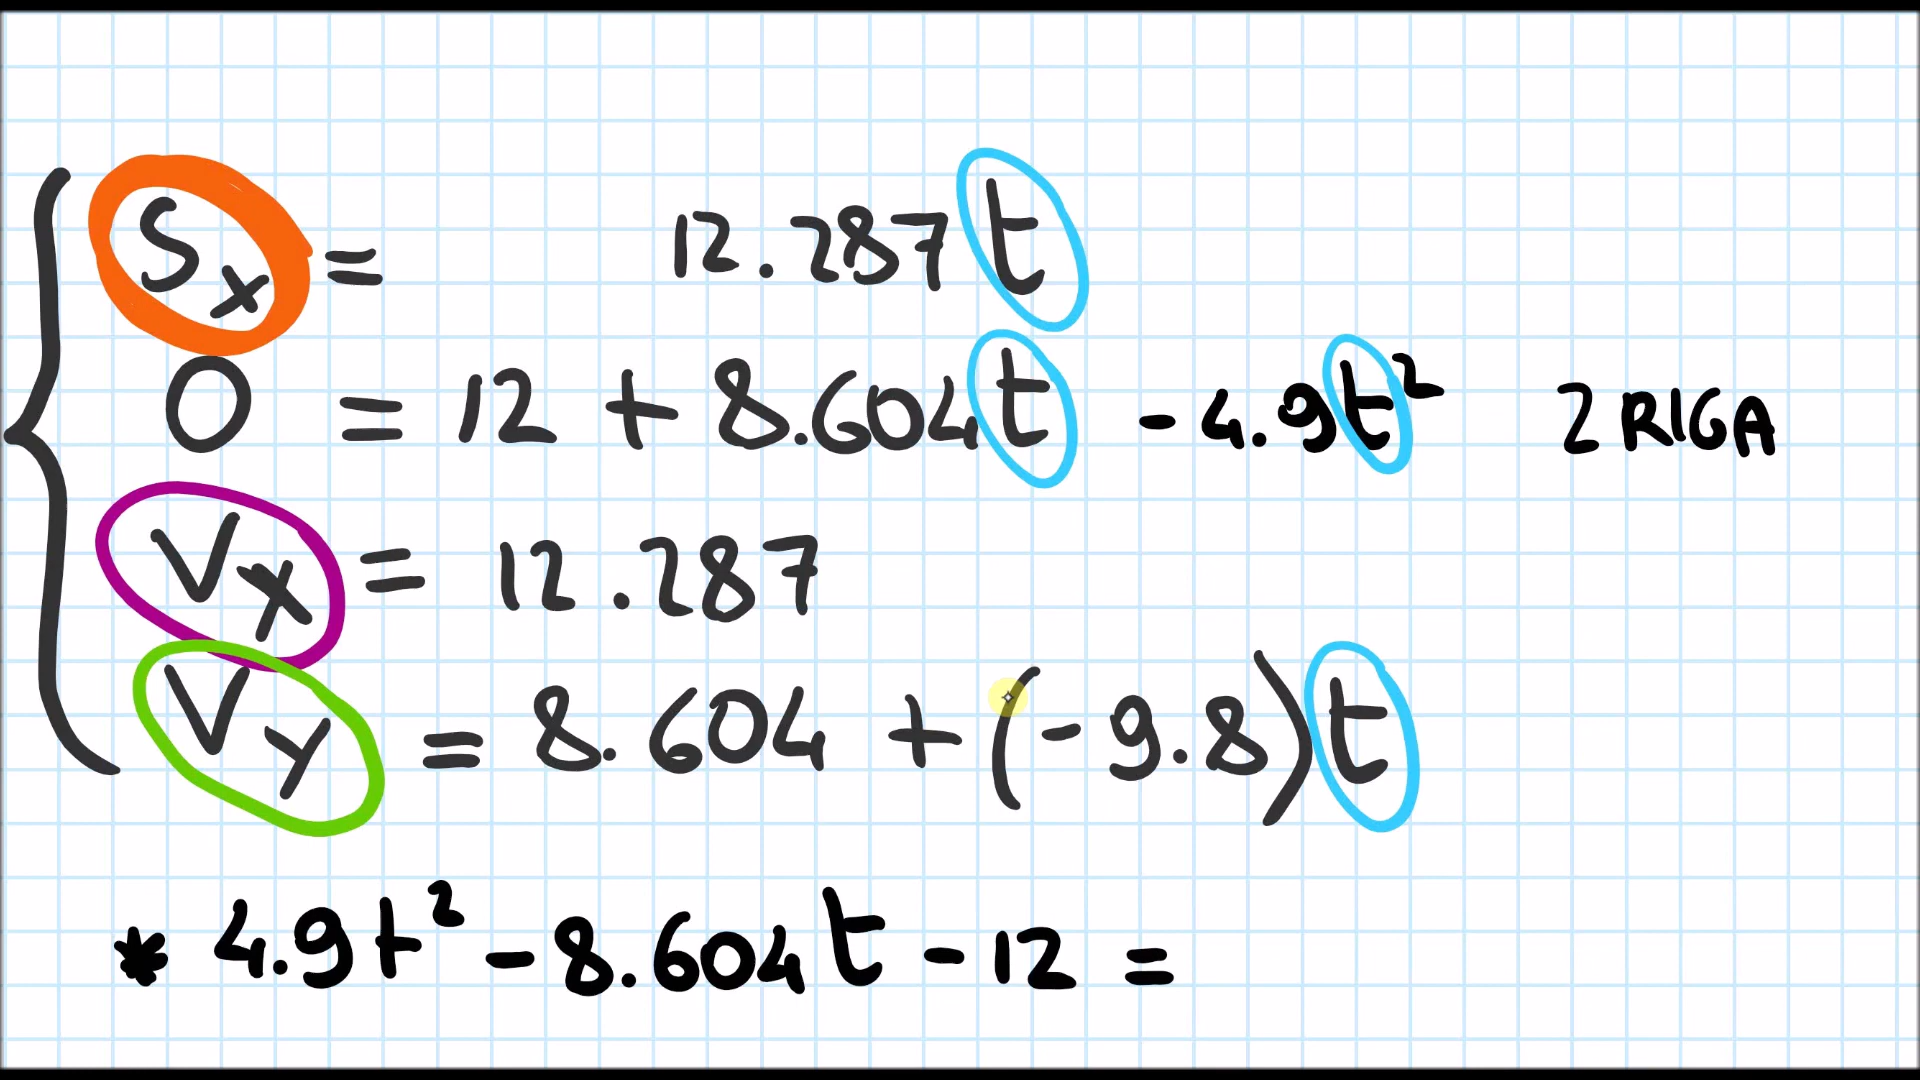 Sx = 12.287t
0 = 12 + 8.604t - 4.9t² 2 RIGA
Vx = 12.287
Vy = 8.604 + (-9.8)t
* 4.9t² - 8.604t - 12 =